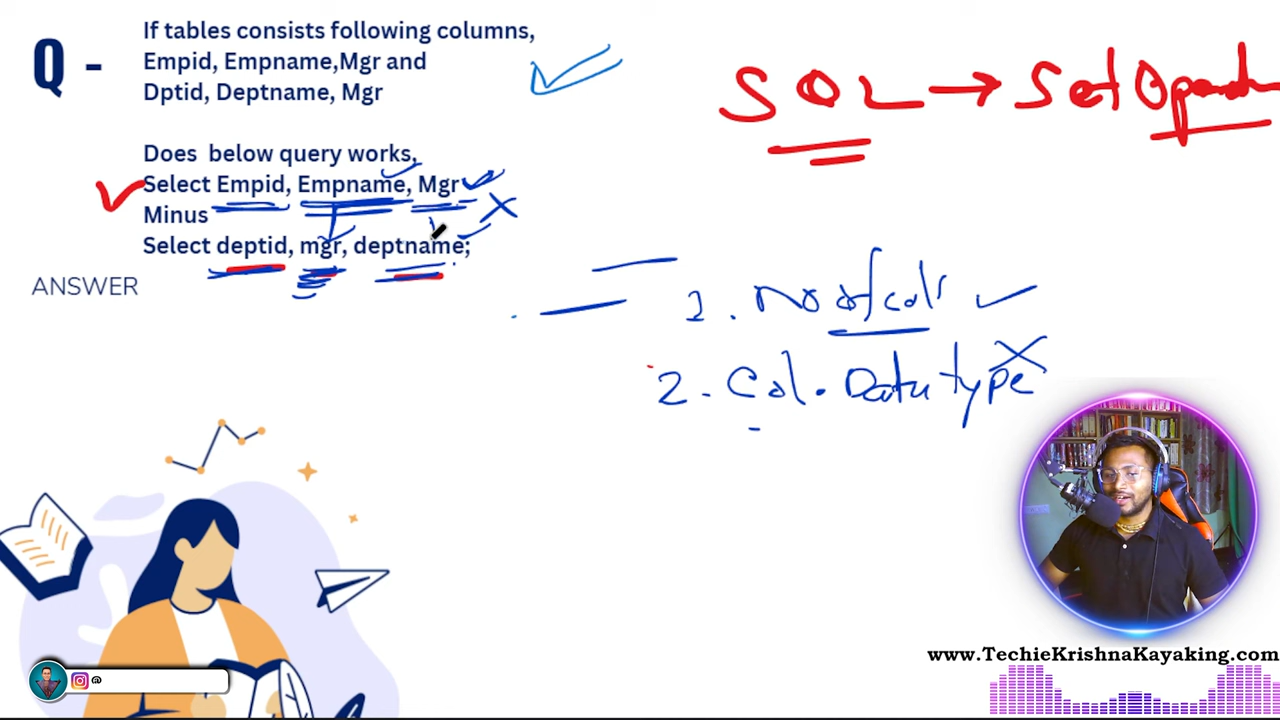 Q -
If tables consists following columns,
Empid, Empname,Mgr and
Dptid, Deptname, Mgr
Does below query works,
Select Empid, Empname, Mgr
Minus
Select deptid, mgr, deptname;
ANSWER
SQL → Set
1. No of cols
2. Col. Data type
www.TechieKrishnaKayaking.com
@